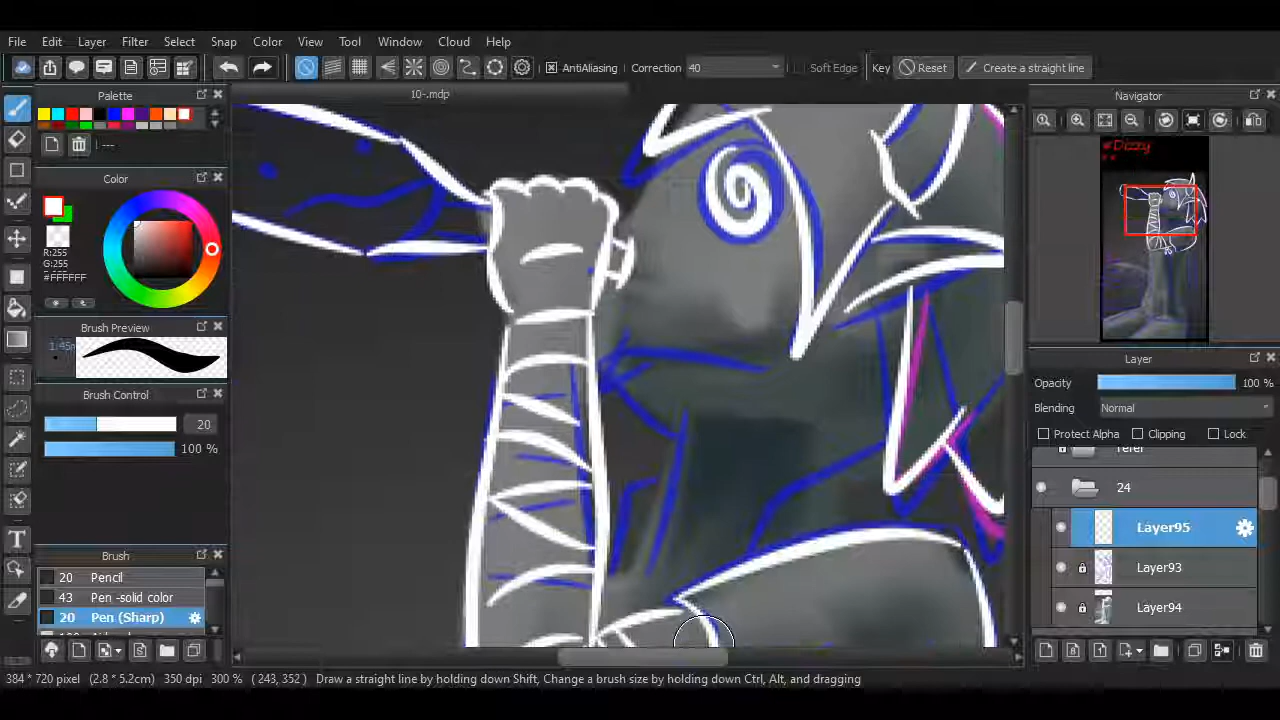 File Edit Layer Filter Select Snap Color View Tool Window Cloud Help
AntiAliasing Correction 40 Soft Edge Key Reset Create a straight line
10-.mdp
Palette
---
Color
R:255
G:255
#FFFFFF
Brush Preview
Brush Control
20
100 %
Brush
20 Pencil
43 Pen -solid color
20 Pen (Sharp)
Navigator
#Dizzy
Layer
Opacity 100 %
Blending Normal
Protect Alpha Clipping Lock
24
Layer95
Layer93
Layer94
384 * 720 pixel (2.8 * 5.2cm) 350 dpi 300 % ( 243, 352 ) Draw a straight line by holding down Shift, Change a brush size by holding down Ctrl, Alt, and dragging